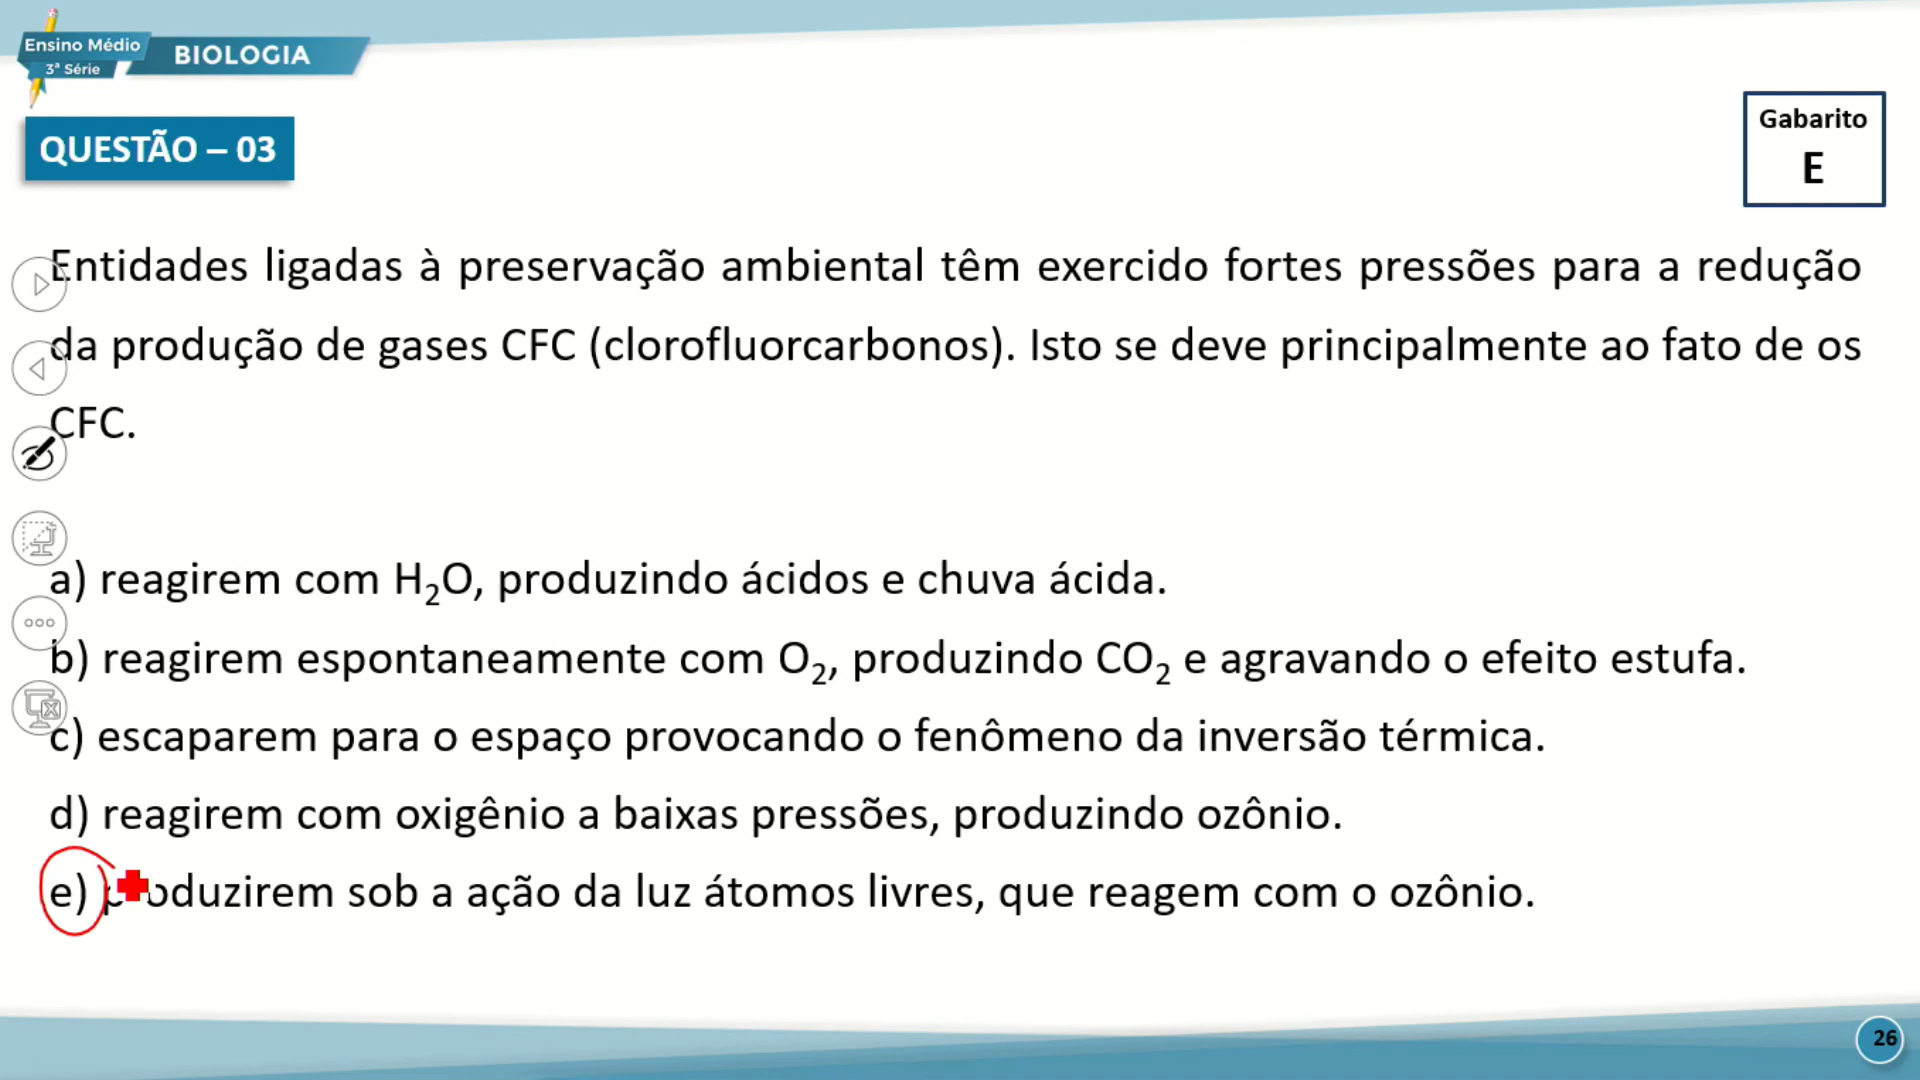 Ensino Médio
3ª Série
BIOLOGIA
QUESTÃO – 03
Gabarito
E
Entidades ligadas à preservação ambiental têm exercido fortes pressões para a redução
da produção de gases CFC (clorofluorcarbonos). Isto se deve principalmente ao fato de os
CFC.
a) reagirem com H₂O, produzindo ácidos e chuva ácida.
b) reagirem espontaneamente com O₂, produzindo CO₂ e agravando o efeito estufa.
c) escaparem para o espaço provocando o fenômeno da inversão térmica.
d) reagirem com oxigênio a baixas pressões, produzindo ozônio.
e) produzirem sob a ação da luz átomos livres, que reagem com o ozônio.
26